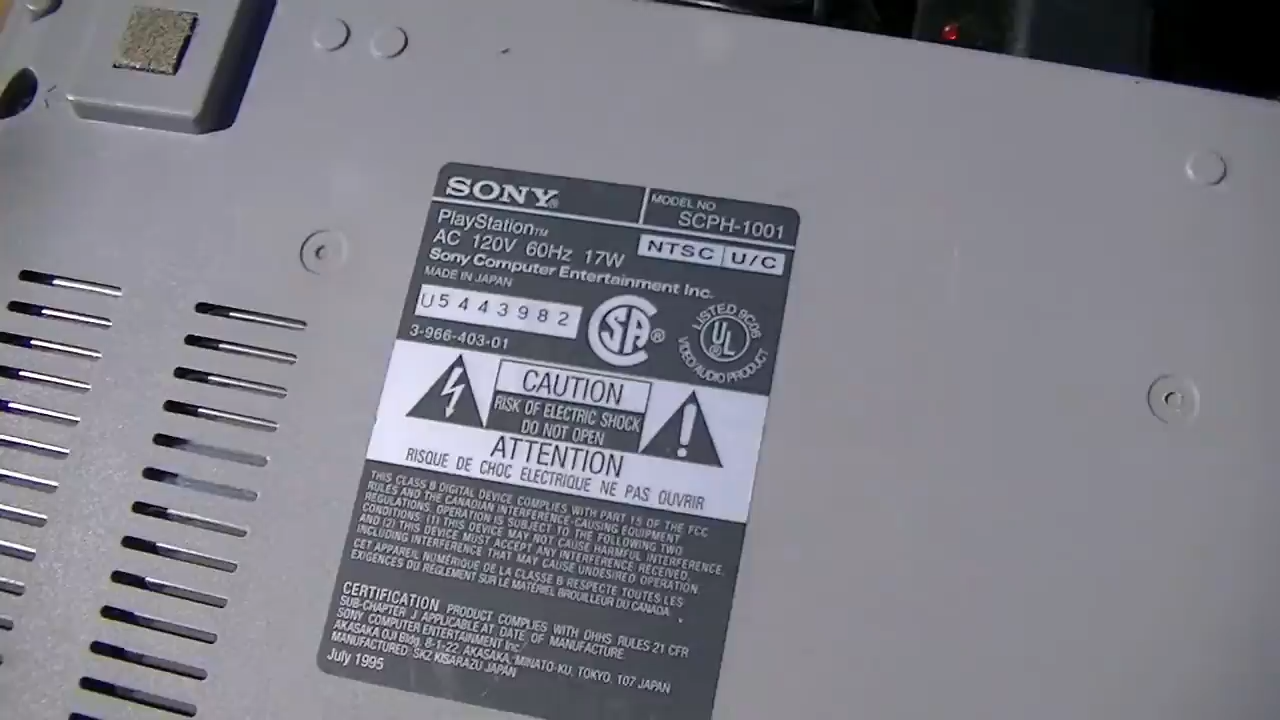 SONY®
MODEL NO
SCPH-1001
PlayStation™
AC 120V 60Hz 17W
NTSC U/C
Sony Computer Entertainment Inc.
MADE IN JAPAN
U5443982
3-966-403-01
SA®
LISTED 9C06
UL®
VIDEO/AUDIO PRODUCT
CAUTION
RISK OF ELECTRIC SHOCK
DO NOT OPEN
ATTENTION
RISQUE DE CHOC ELECTRIQUE NE PAS OUVRIR
THIS CLASS B DIGITAL DEVICE COMPLIES WITH PART 15 OF THE FCC
RULES AND THE CANADIAN INTERFERENCE-CAUSING EQUIPMENT
REGULATIONS. OPERATION IS SUBJECT TO THE FOLLOWING TWO
CONDITIONS: (1) THIS DEVICE MAY NOT CAUSE HARMFUL INTERFERENCE,
AND (2) THIS DEVICE MUST ACCEPT ANY INTERFERENCE RECEIVED,
INCLUDING INTERFERENCE THAT MAY CAUSE UNDESIRED OPERATION
CET APPAREIL NUMÉRIQUE DE LA CLASSE B RESPECTE TOUTES LES
EXIGENCES DU RÈGLEMENT SUR LE MATÉRIEL BROUILLEUR DU CANADA.
CERTIFICATION PRODUCT COMPLIES WITH DHHS RULES 21 CFR
SUB-CHAPTER J APPLICABLE AT DATE OF MANUFACTURE.
SONY COMPUTER ENTERTAINMENT Inc.
AKASAKA OJI Bldg. 8-1-22, AKASAKA, MINATO-KU, TOKYO, 107 JAPAN
MANUFACTURED: SKZ KISARAZU JAPAN
July 1995